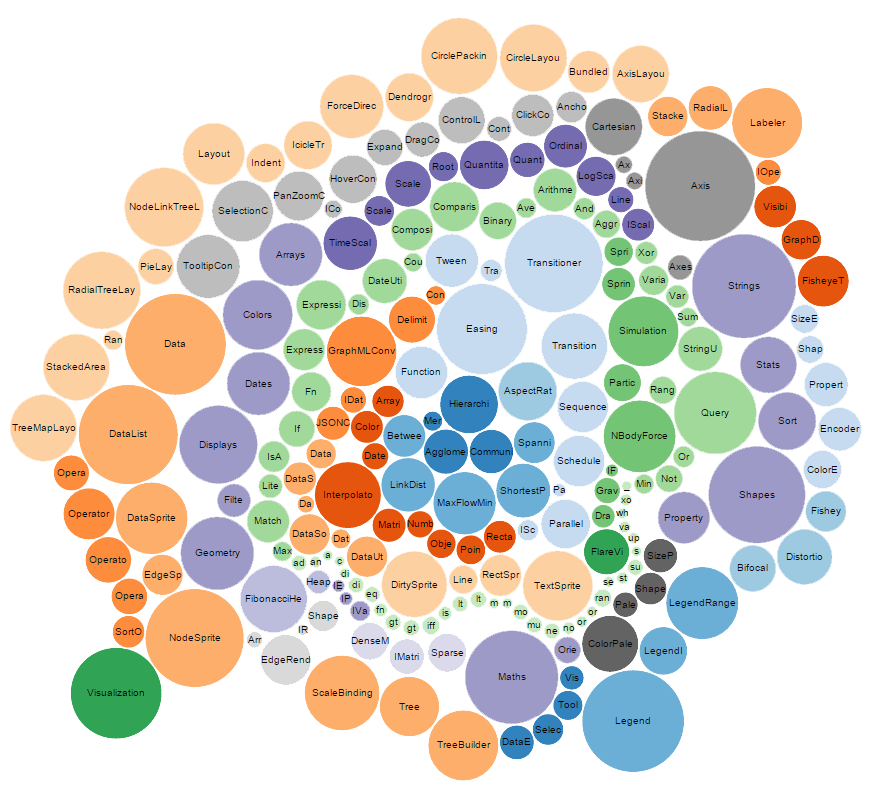 CirclePackin
CircleLayou
Bundled
AxisLayou
ForceDirec
Dendrogr
ControlL
Cont
ClickCo
Ancho
Cartesian
Stacke
RadialL
Labeler
Layout
Indent
IcicleTr
Expand
DragCo
Root
Quantita
Quant
Ordinal
LogSca
Ax
Axi
Axis
IOpe
NodeLinkTreeL
SelectionC
PanZoomC
HoverCon
ICo
Scale
Scale
Comparis
Binary
Ave
Arithme
And
Aggr
Line
IScal
Visibi
GraphD
FisheyeT
RadialTreeLay
PieLay
TooltipCon
Arrays
TimeScal
Composi
Cou
DateUti
Tween
Tra
Transitioner
Spri
Xor
Axes
Sprin
Varia
Var
Sum
Strings
SizeE
Ran
Data
Colors
Expressi
Dis
Con
Delimit
Easing
Transition
Simulation
StringU
Shap
StackedArea
Dates
Express
GraphMLConv
Function
AspectRat
Sequence
Partic
Rang
Stats
Propert
TreeMapLayo
DataList
Displays
Fn
If
IDat
Array
JSONC
Color
Betwee
Mer
Hierarchi
Spanni
NBodyForce
Query
Sort
Encoder
Opera
IsA
Data
Date
Agglome
Communi
Schedule
Or
ColorE
Operator
DataSprite
Filte
Lite
DataS
Da
Interpolato
LinkDist
MaxFlowMin
ShortestP
Pa
IF
Grav
Min
Not
Shapes
Fishey
Operato
Geometry
Match
Max
DataSo
Dat
Matri
Numb
Obje
Poin
Recta
ISc
Parallel
Dra
xo
wh
va
up
Property
Distortio
Opera
EdgeSp
ad
an
a
c
di
di
DataUt
DirtySprite
Line
RectSpr
TextSprite
FlareVi
s
su
st
se
SizeP
Bifocal
SortO
NodeSprite
FibonacciHe
Heap
IE
IP
IVa
eq
fn
gt
gt
iff
is
lt
lt
m
m
mo
mu
ne
no
or
or
ran
Pale
Shape
LegendRange
Arr
IR
Shape
EdgeRend
DenseM
IMatri
Sparse
Maths
Orie
ColorPale
LegendI
Visualization
ScaleBinding
Tree
TreeBuilder
DataE
Selec
Tool
Vis
Legend